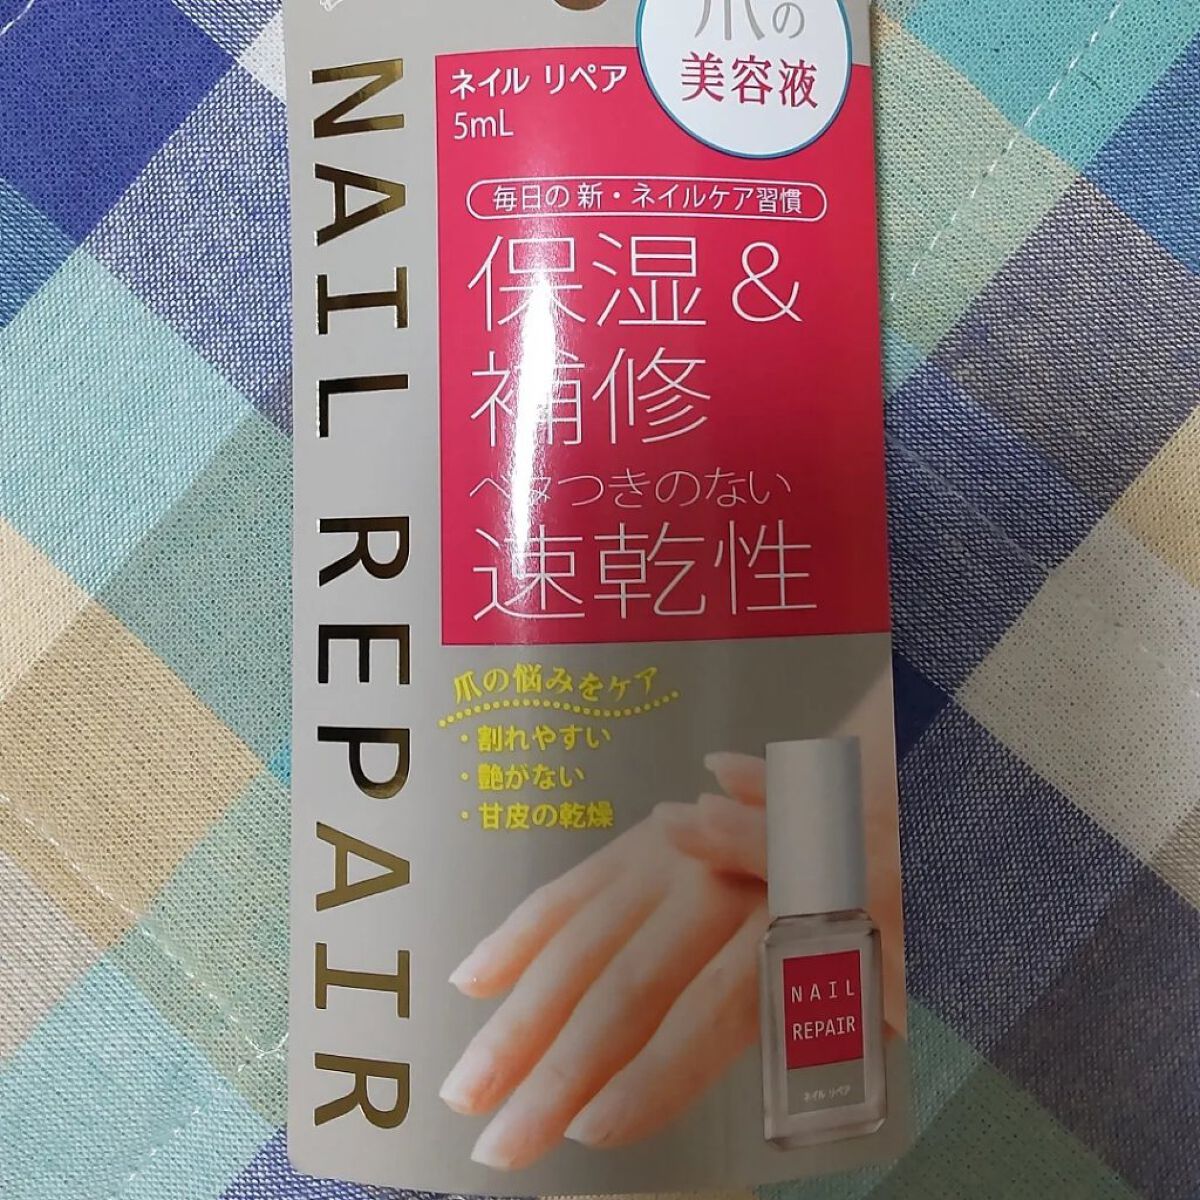 NAIL REPAIR
爪の
美容液
ネイル リペア
5mL
毎日の 新・ネイルケア習慣
保湿&
補修
ベタつきのない
速乾性
爪の悩みをケア
・割れやすい
・艶がない
・甘皮の乾燥
NAIL
REPAIR
ネイル リペア